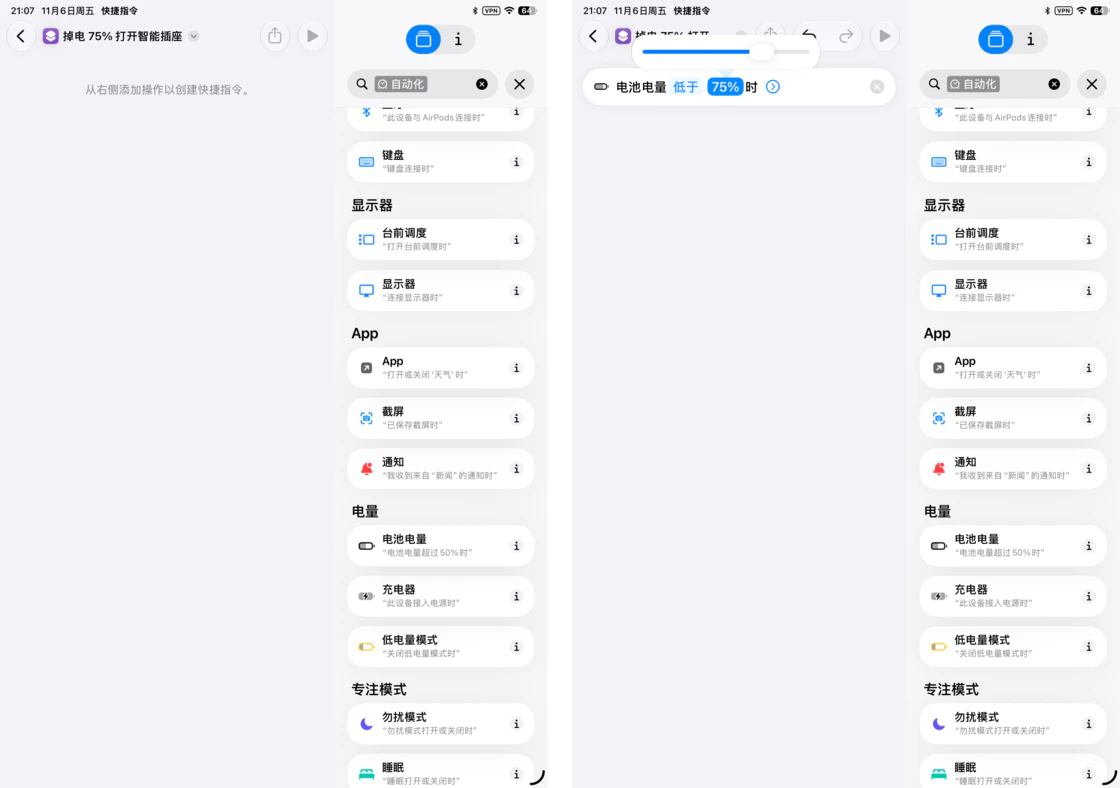 21:07 11月6日周五 快捷指令
VPN 64
掉电 75% 打开智能插座
从右侧添加操作以创建快捷指令。
自动化
“此设备与 AirPods 连接时”
键盘
“键盘连接时”
显示器
台前调度
“打开台前调度时”
显示器
“连接显示器时”
App
App
“打开或关闭 ‘天气’ 时”
截屏
“已保存截屏时”
通知
“我收到来自 “新闻” 的通知时”
电量
电池电量
“电池电量超过 50% 时”
充电器
“此设备接入电源时”
低电量模式
“关闭低电量模式时”
专注模式
勿扰模式
“勿扰模式打开或关闭时”
睡眠
“睡眠打开或关闭时”
21:07 11月6日周五 快捷指令
VPN 64
掉电 75% 打开
电池电量 低于 75% 时
自动化
“此设备与 AirPods 连接时”
键盘
“键盘连接时”
显示器
台前调度
“打开台前调度时”
显示器
“连接显示器时”
App
App
“打开或关闭 ‘天气’ 时”
截屏
“已保存截屏时”
通知
“我收到来自 “新闻” 的通知时”
电量
电池电量
“电池电量超过 50% 时”
充电器
“此设备接入电源时”
低电量模式
“关闭低电量模式时”
专注模式
勿扰模式
“勿扰模式打开或关闭时”
睡眠
“睡眠打开或关闭时”